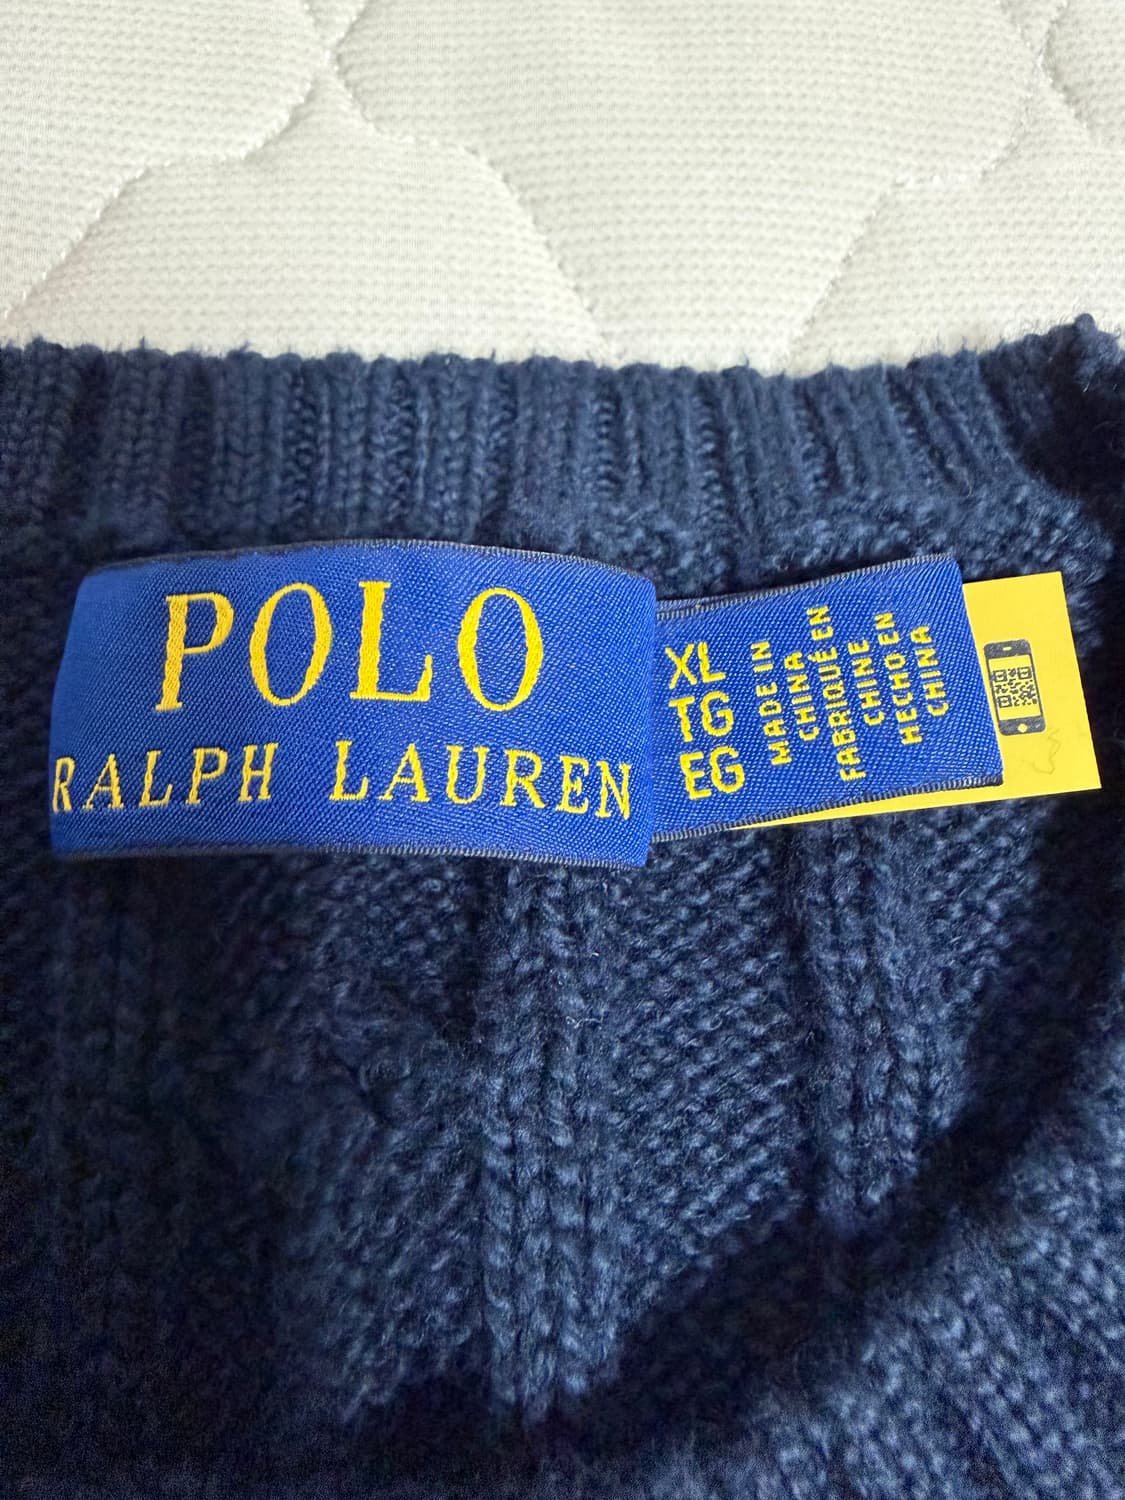 POLO
RALPH LAUREN
XL
TG
EG
MADE IN
CHINA
FABRIQUÉ EN
CHINE
HECHO EN
CHINA